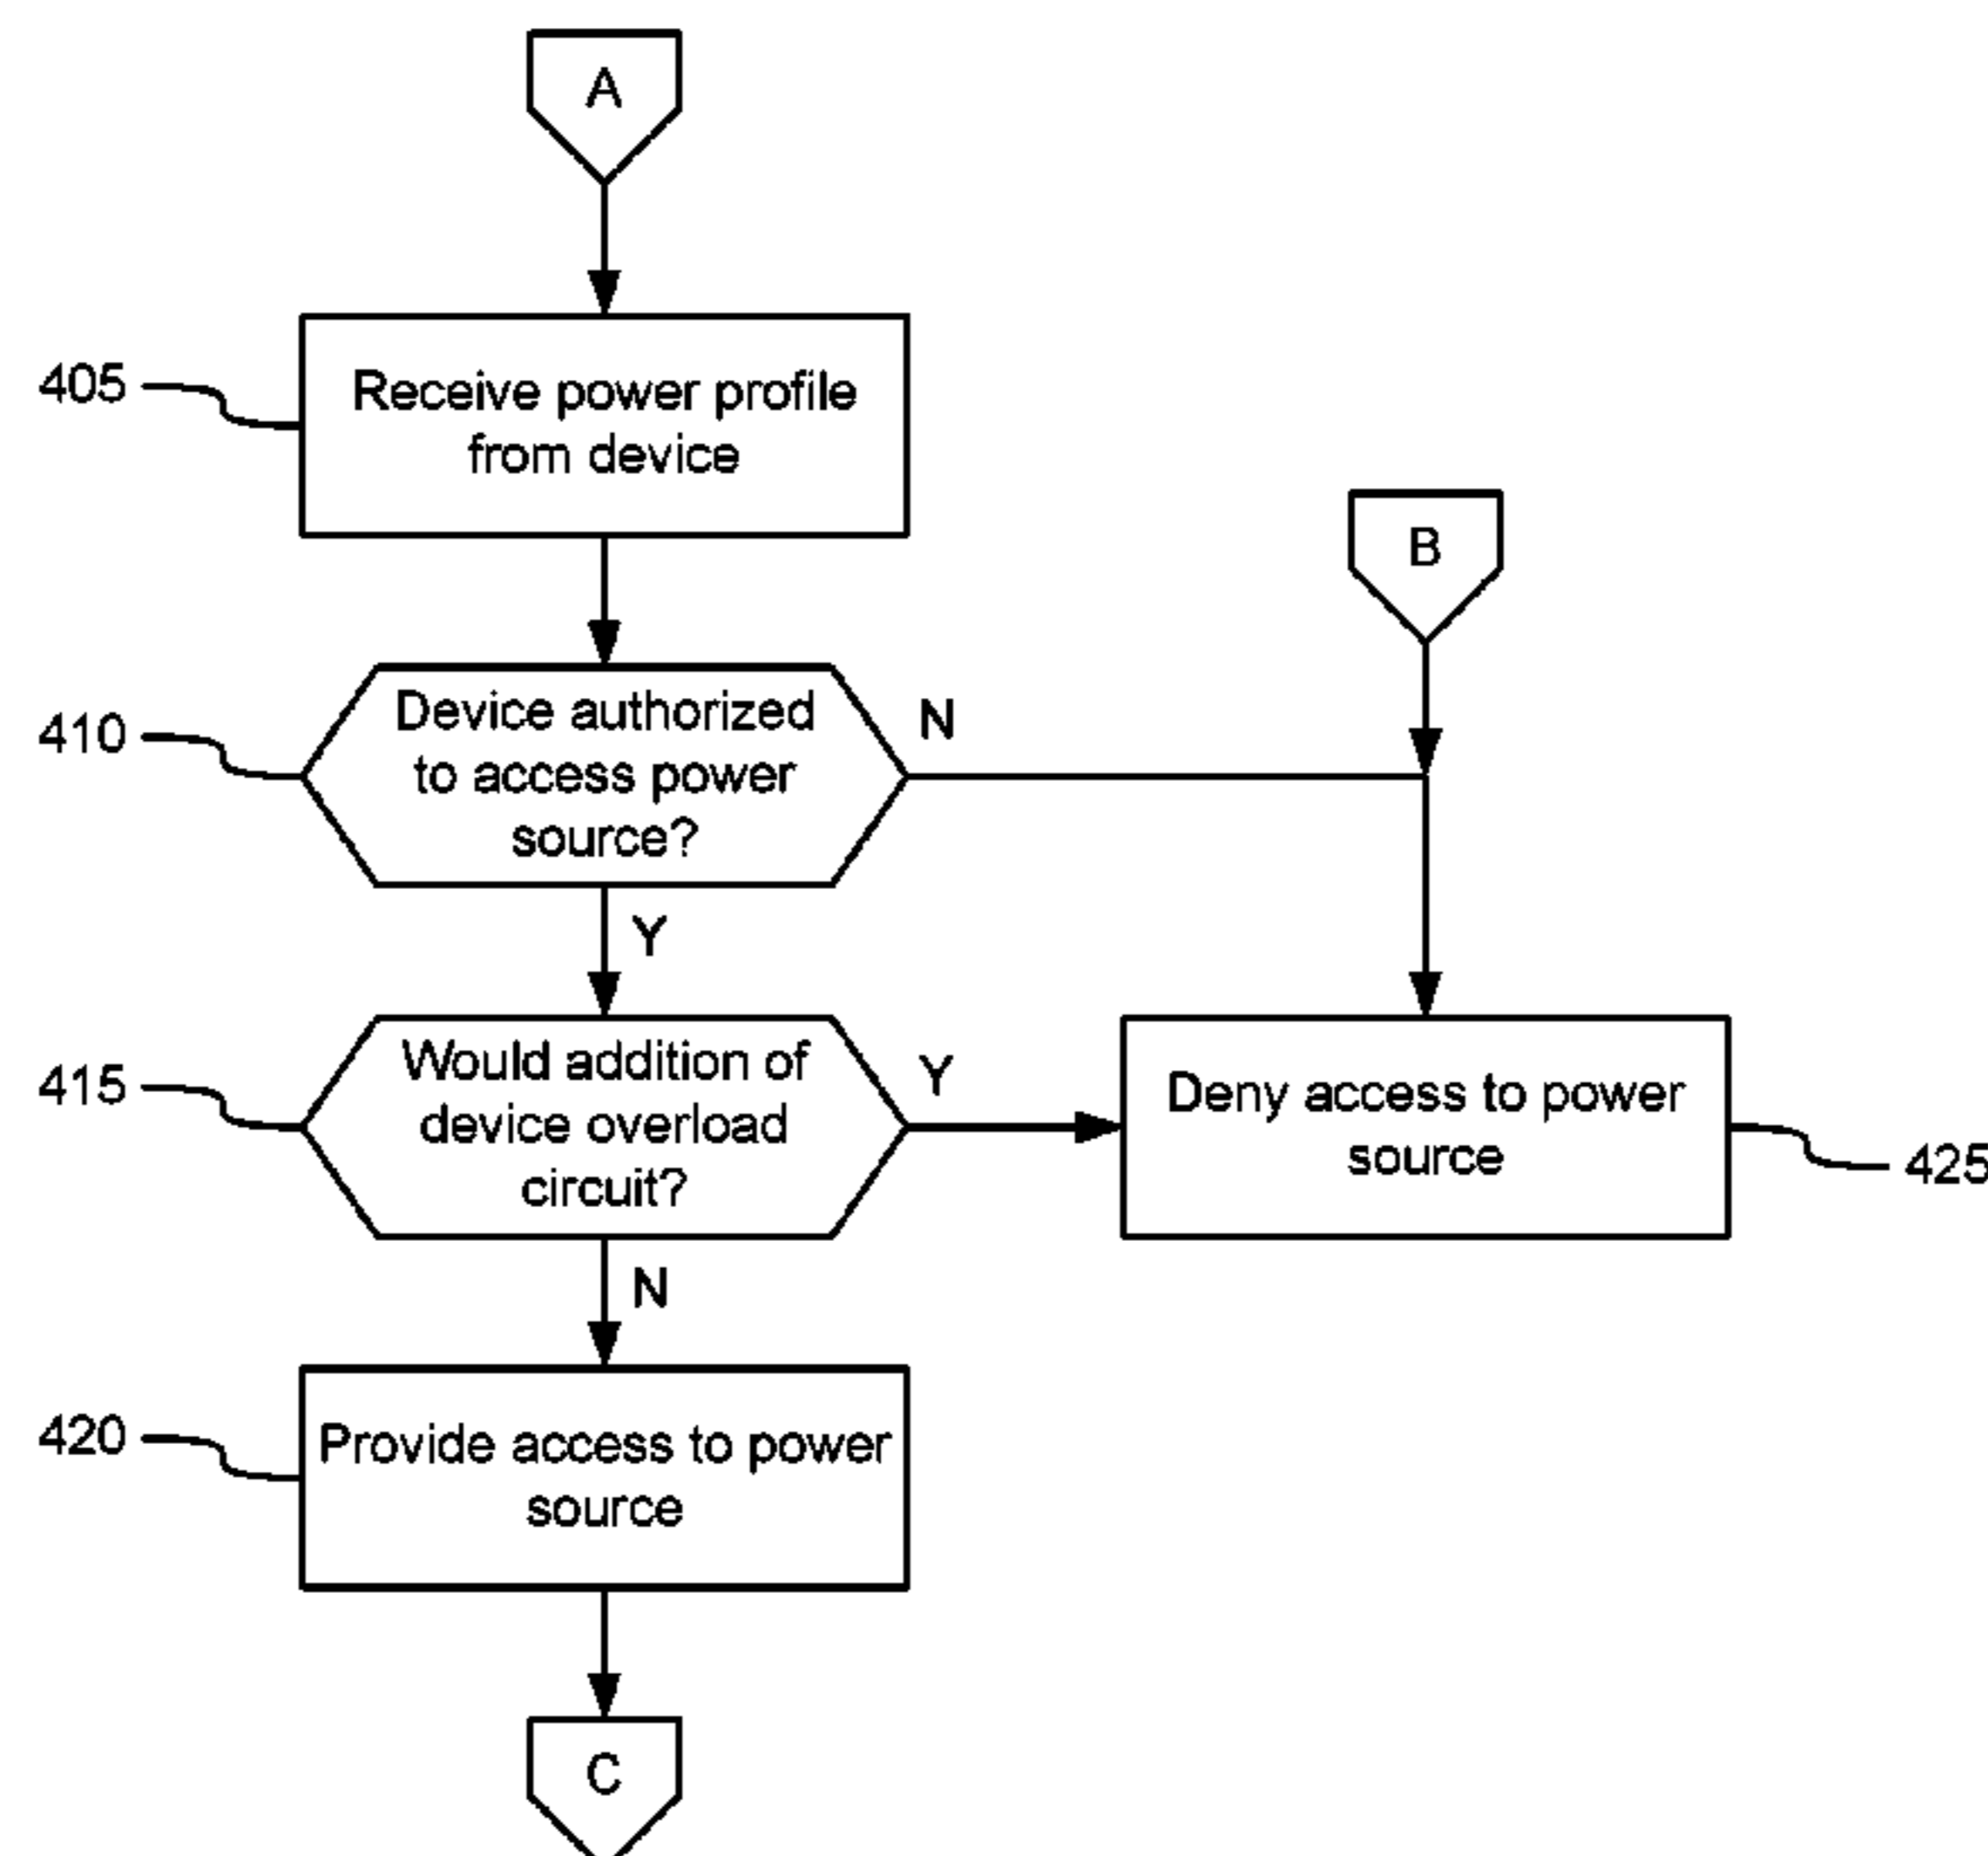 A
405
Receive power profile
from device
B
410
Device authorized
to access power
source?
N
Y
415
Would addition of
device overload
circuit?
Y
Deny access to power
source
425
N
420
Provide access to power
source
C